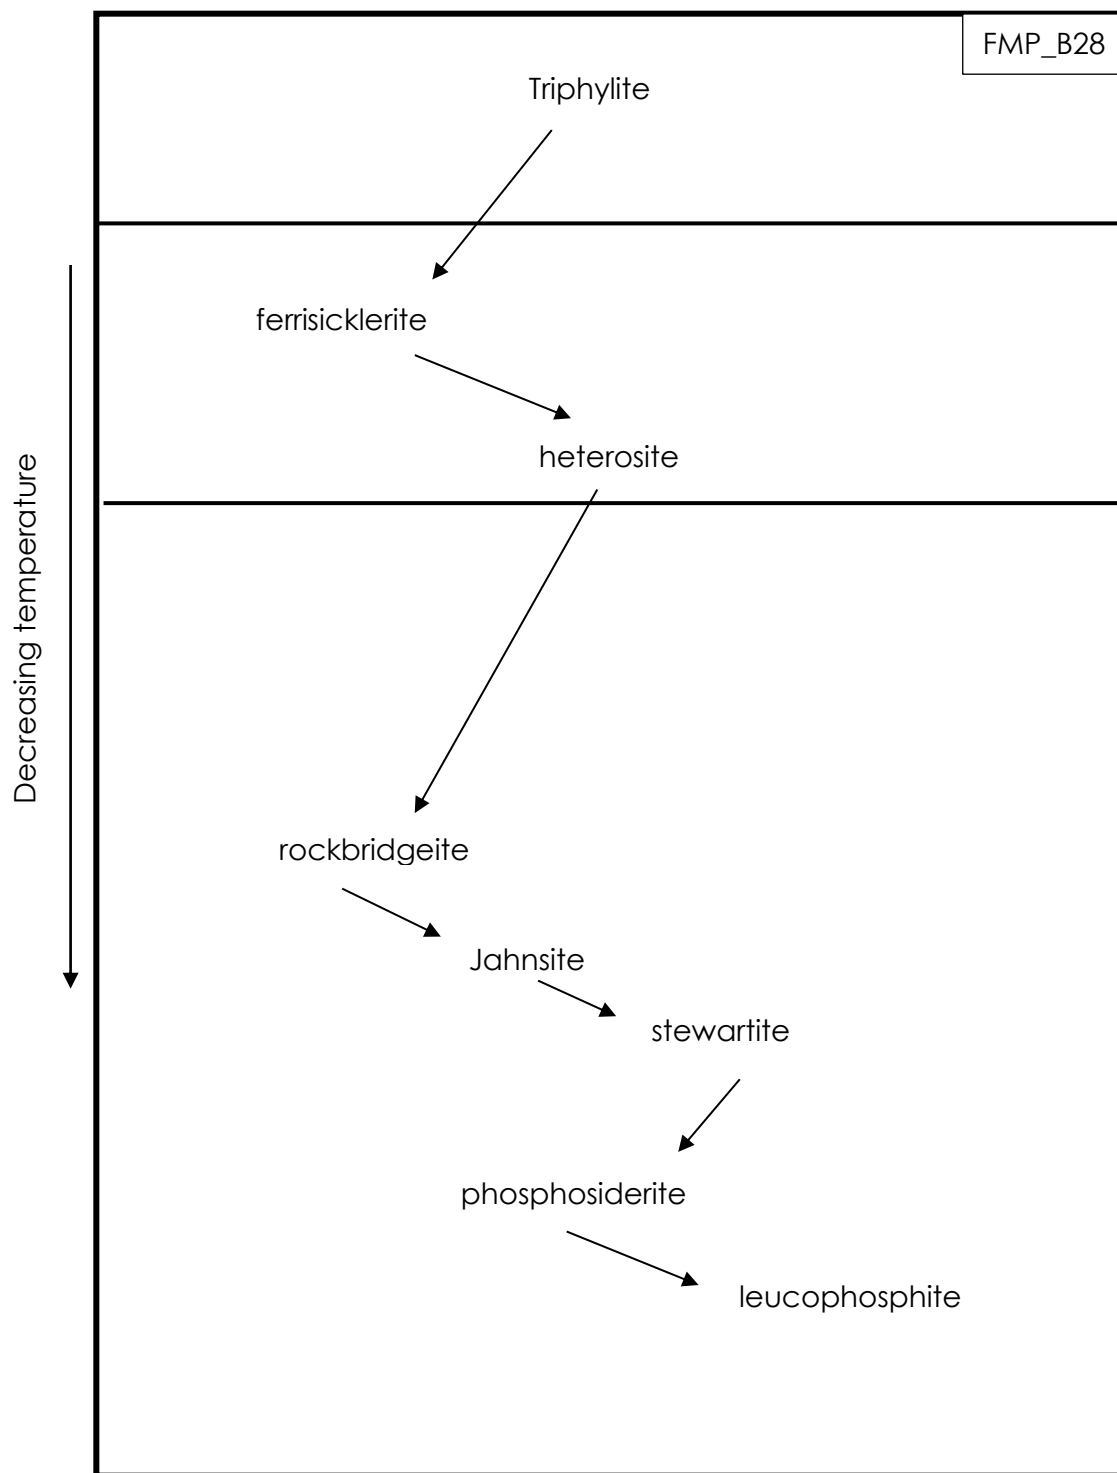 FMP_B28
Triphylite
ferrisicklerite
heterosite
Decreasing temperature
rockbridgeite
Jahnsite
stewartite
phosphosiderite
leucophosphite